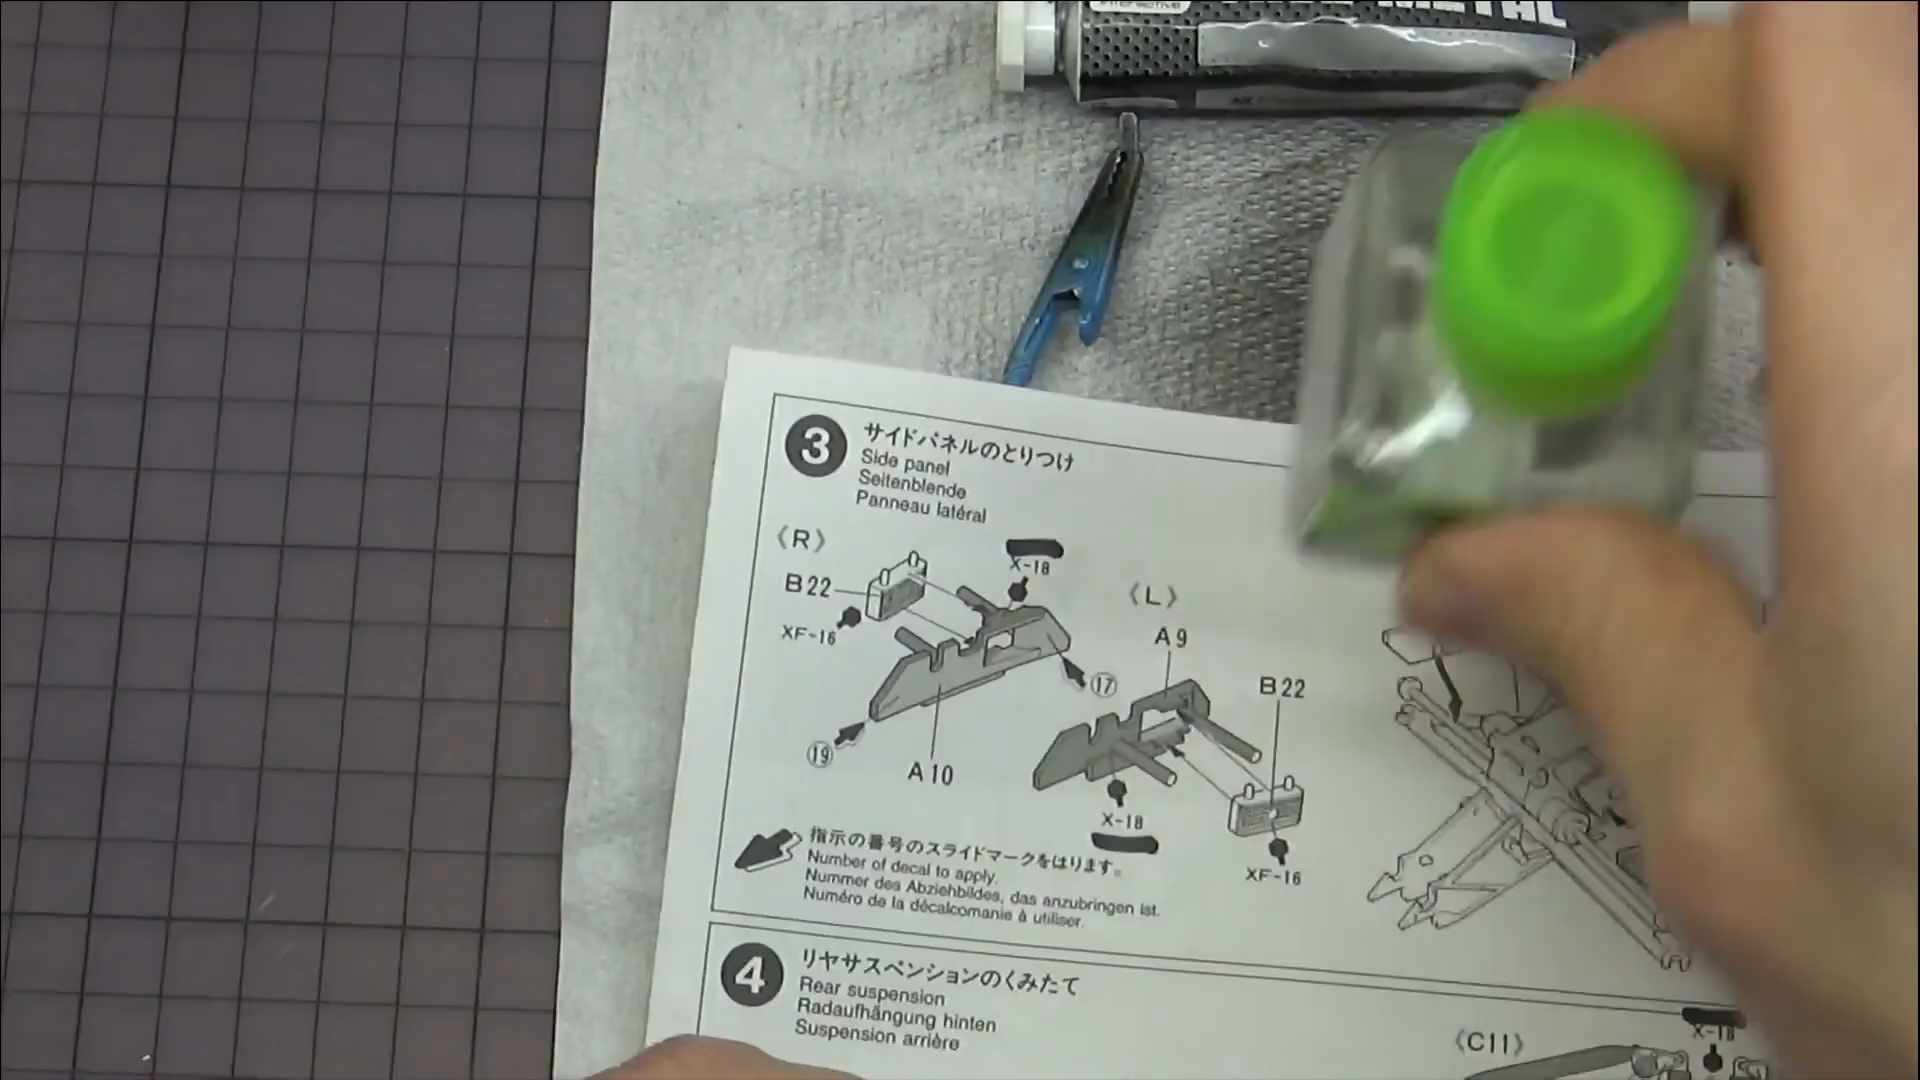 METAL
3
サイドパネルのとりつけ
Side panel
Seitenblende
Panneau latéral
《R》
B22
XF-16
X-18
⑰
⑲
A10
《L》
A9
B22
X-18
XF-16
指示の番号のスライドマークをはります。
Number of decal to apply.
Nummer des Abziehbildes, das anzubringen ist.
Numéro de la décalcomanie à utiliser.
4
リヤサスペンションのくみたて
Rear suspension
Radaufhängung hinten
Suspension arrière
《C11》
X-18